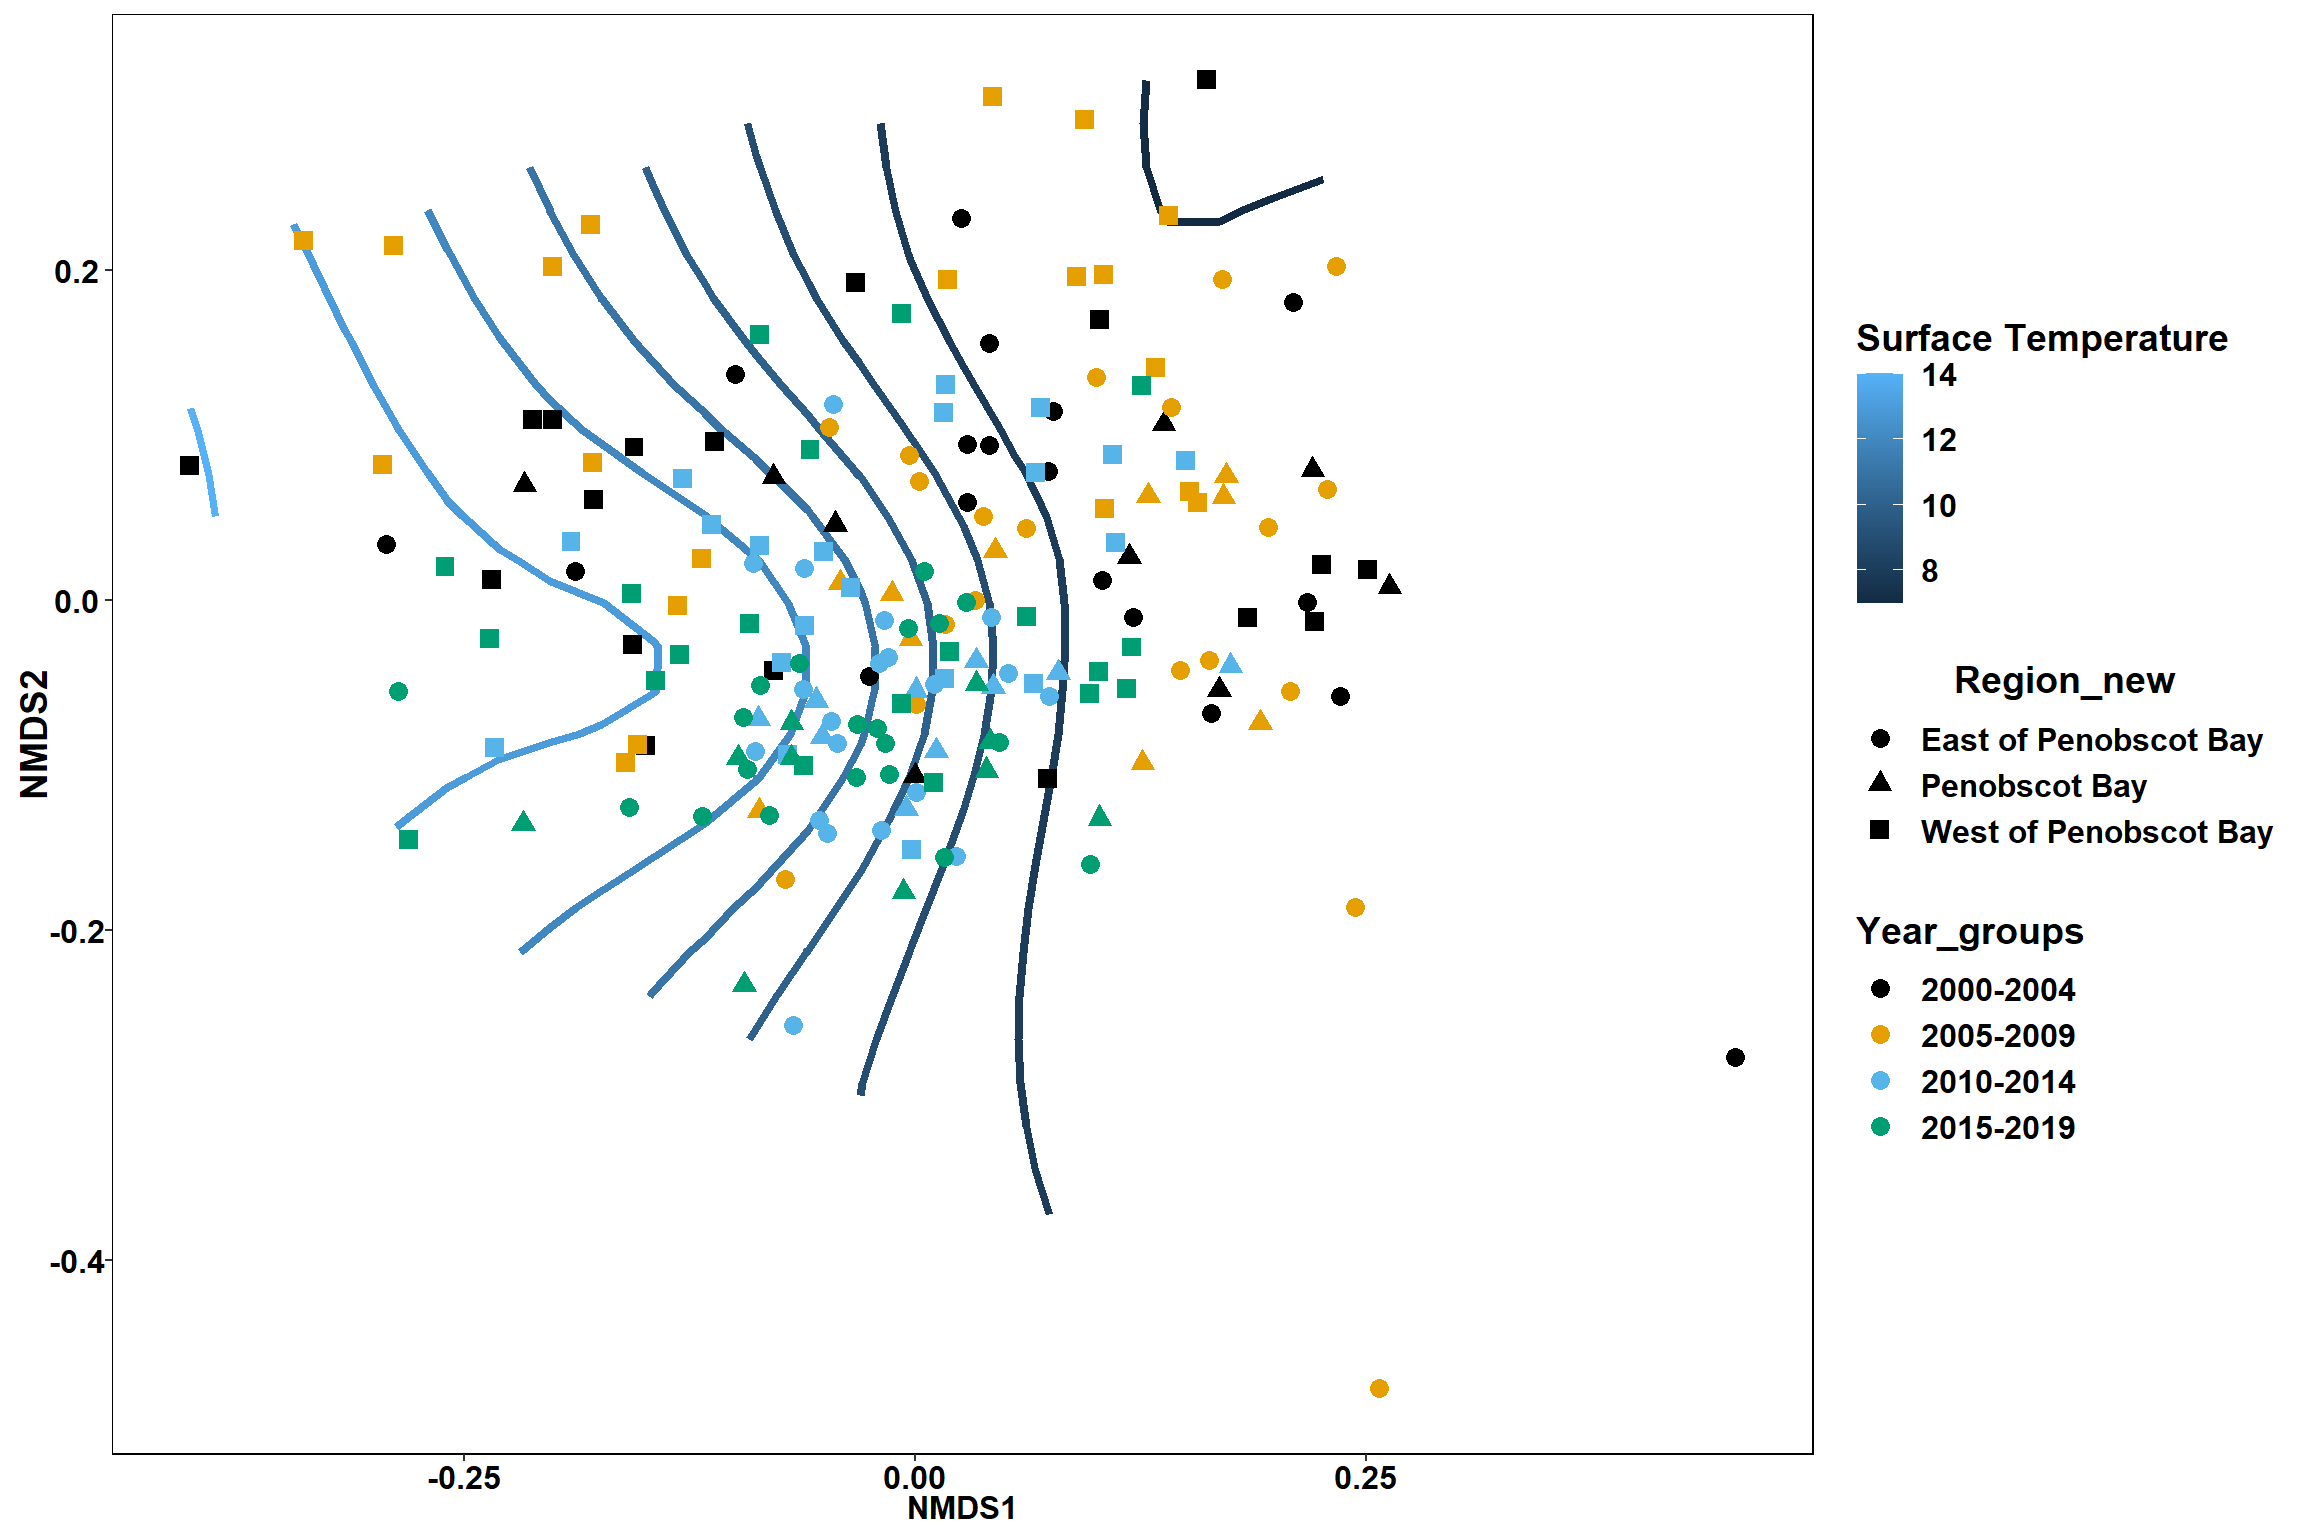 0.2
0.0
-0.2
-0.4
NMDS2
-0.25
0.00
0.25
NMDS1
Surface Temperature
14
12
10
8
Region_new
East of Penobscot Bay
Penobscot Bay
West of Penobscot Bay
Year_groups
2000-2004
2005-2009
2010-2014
2015-2019